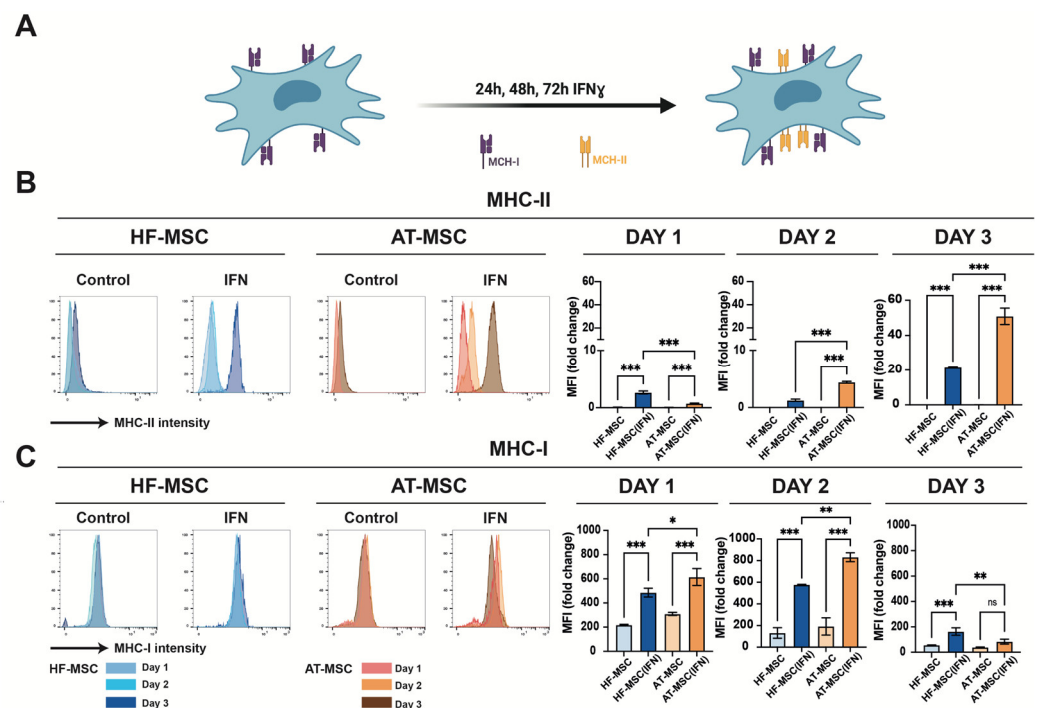 A
24h, 48h, 72h IFNɣ
MCH-I
MCH-II
B
MHC-II
HF-MSC
AT-MSC
DAY 1
DAY 2
DAY 3
Control
IFN
Control
IFN
MHC-II intensity
MFI (fold change)
60
40
20
10
0
***
***
***
HF-MSC
HF-MSC(IFN)
AT-MSC
AT-MSC(IFN)
MFI (fold change)
60
40
20
10
0
***
***
HF-MSC
HF-MSC(IFN)
AT-MSC
AT-MSC(IFN)
MFI (fold change)
60
40
20
0
***
***
***
HF-MSC
HF-MSC(IFN)
AT-MSC
AT-MSC(IFN)
C
MHC-I
HF-MSC
AT-MSC
DAY 1
DAY 2
DAY 3
Control
IFN
Control
IFN
MHC-I intensity
MFI (fold change)
1000
800
600
400
200
0
*
***
***
HF-MSC
HF-MSC(IFN)
AT-MSC
AT-MSC(IFN)
MFI (fold change)
1000
800
600
400
200
0
**
***
***
HF-MSC
HF-MSC(IFN)
AT-MSC
AT-MSC(IFN)
MFI (fold change)
1000
800
600
400
200
0
**
***
ns
HF-MSC
HF-MSC(IFN)
AT-MSC
AT-MSC(IFN)
HF-MSC
Day 1
Day 2
Day 3
AT-MSC
Day 1
Day 2
Day 3